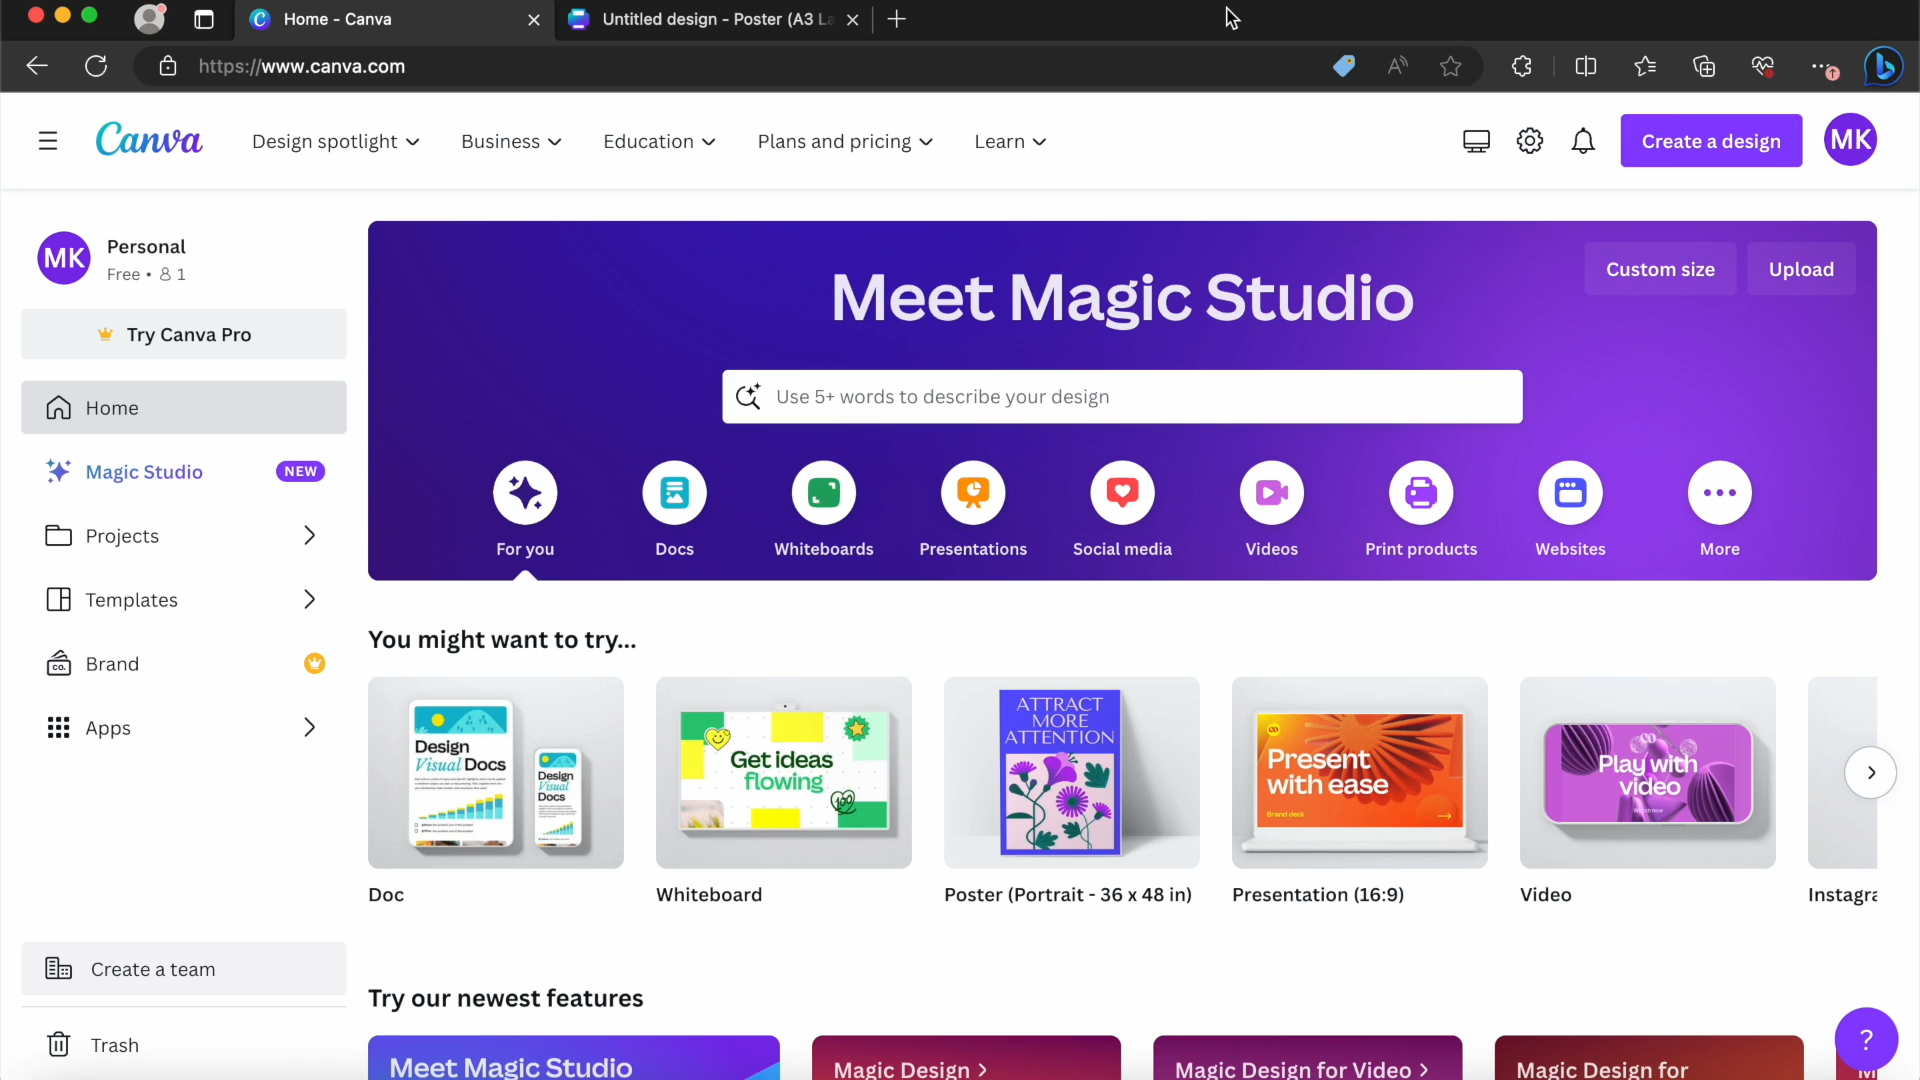 Home - Canva
Untitled design - Poster (A3 La
https://www.canva.com
Canva
Design spotlight
Business
Education
Plans and pricing
Learn
Create a design
MK
MK
Personal
Free • 1
Try Canva Pro
Home
Magic Studio
NEW
Projects
Templates
Brand
CO.
Apps
Create a team
Trash
Meet Magic Studio
Custom size
Upload
Use 5+ words to describe your design
For you
Docs
Whiteboards
Presentations
Social media
Videos
Print products
Websites
More
You might want to try...
Design
Visual Docs
Design
Visual
Docs
Doc
Get ideas
flowing
100
Whiteboard
ATTRACT
MORE
ATTENTION
Poster (Portrait - 36 x 48 in)
Present
with ease
Brand deck
Presentation (16:9)
Play with
video
Video
Instagra
Try our newest features
Meet Magic Studio
Magic Design
Magic Design for Video
Magic Design for
?